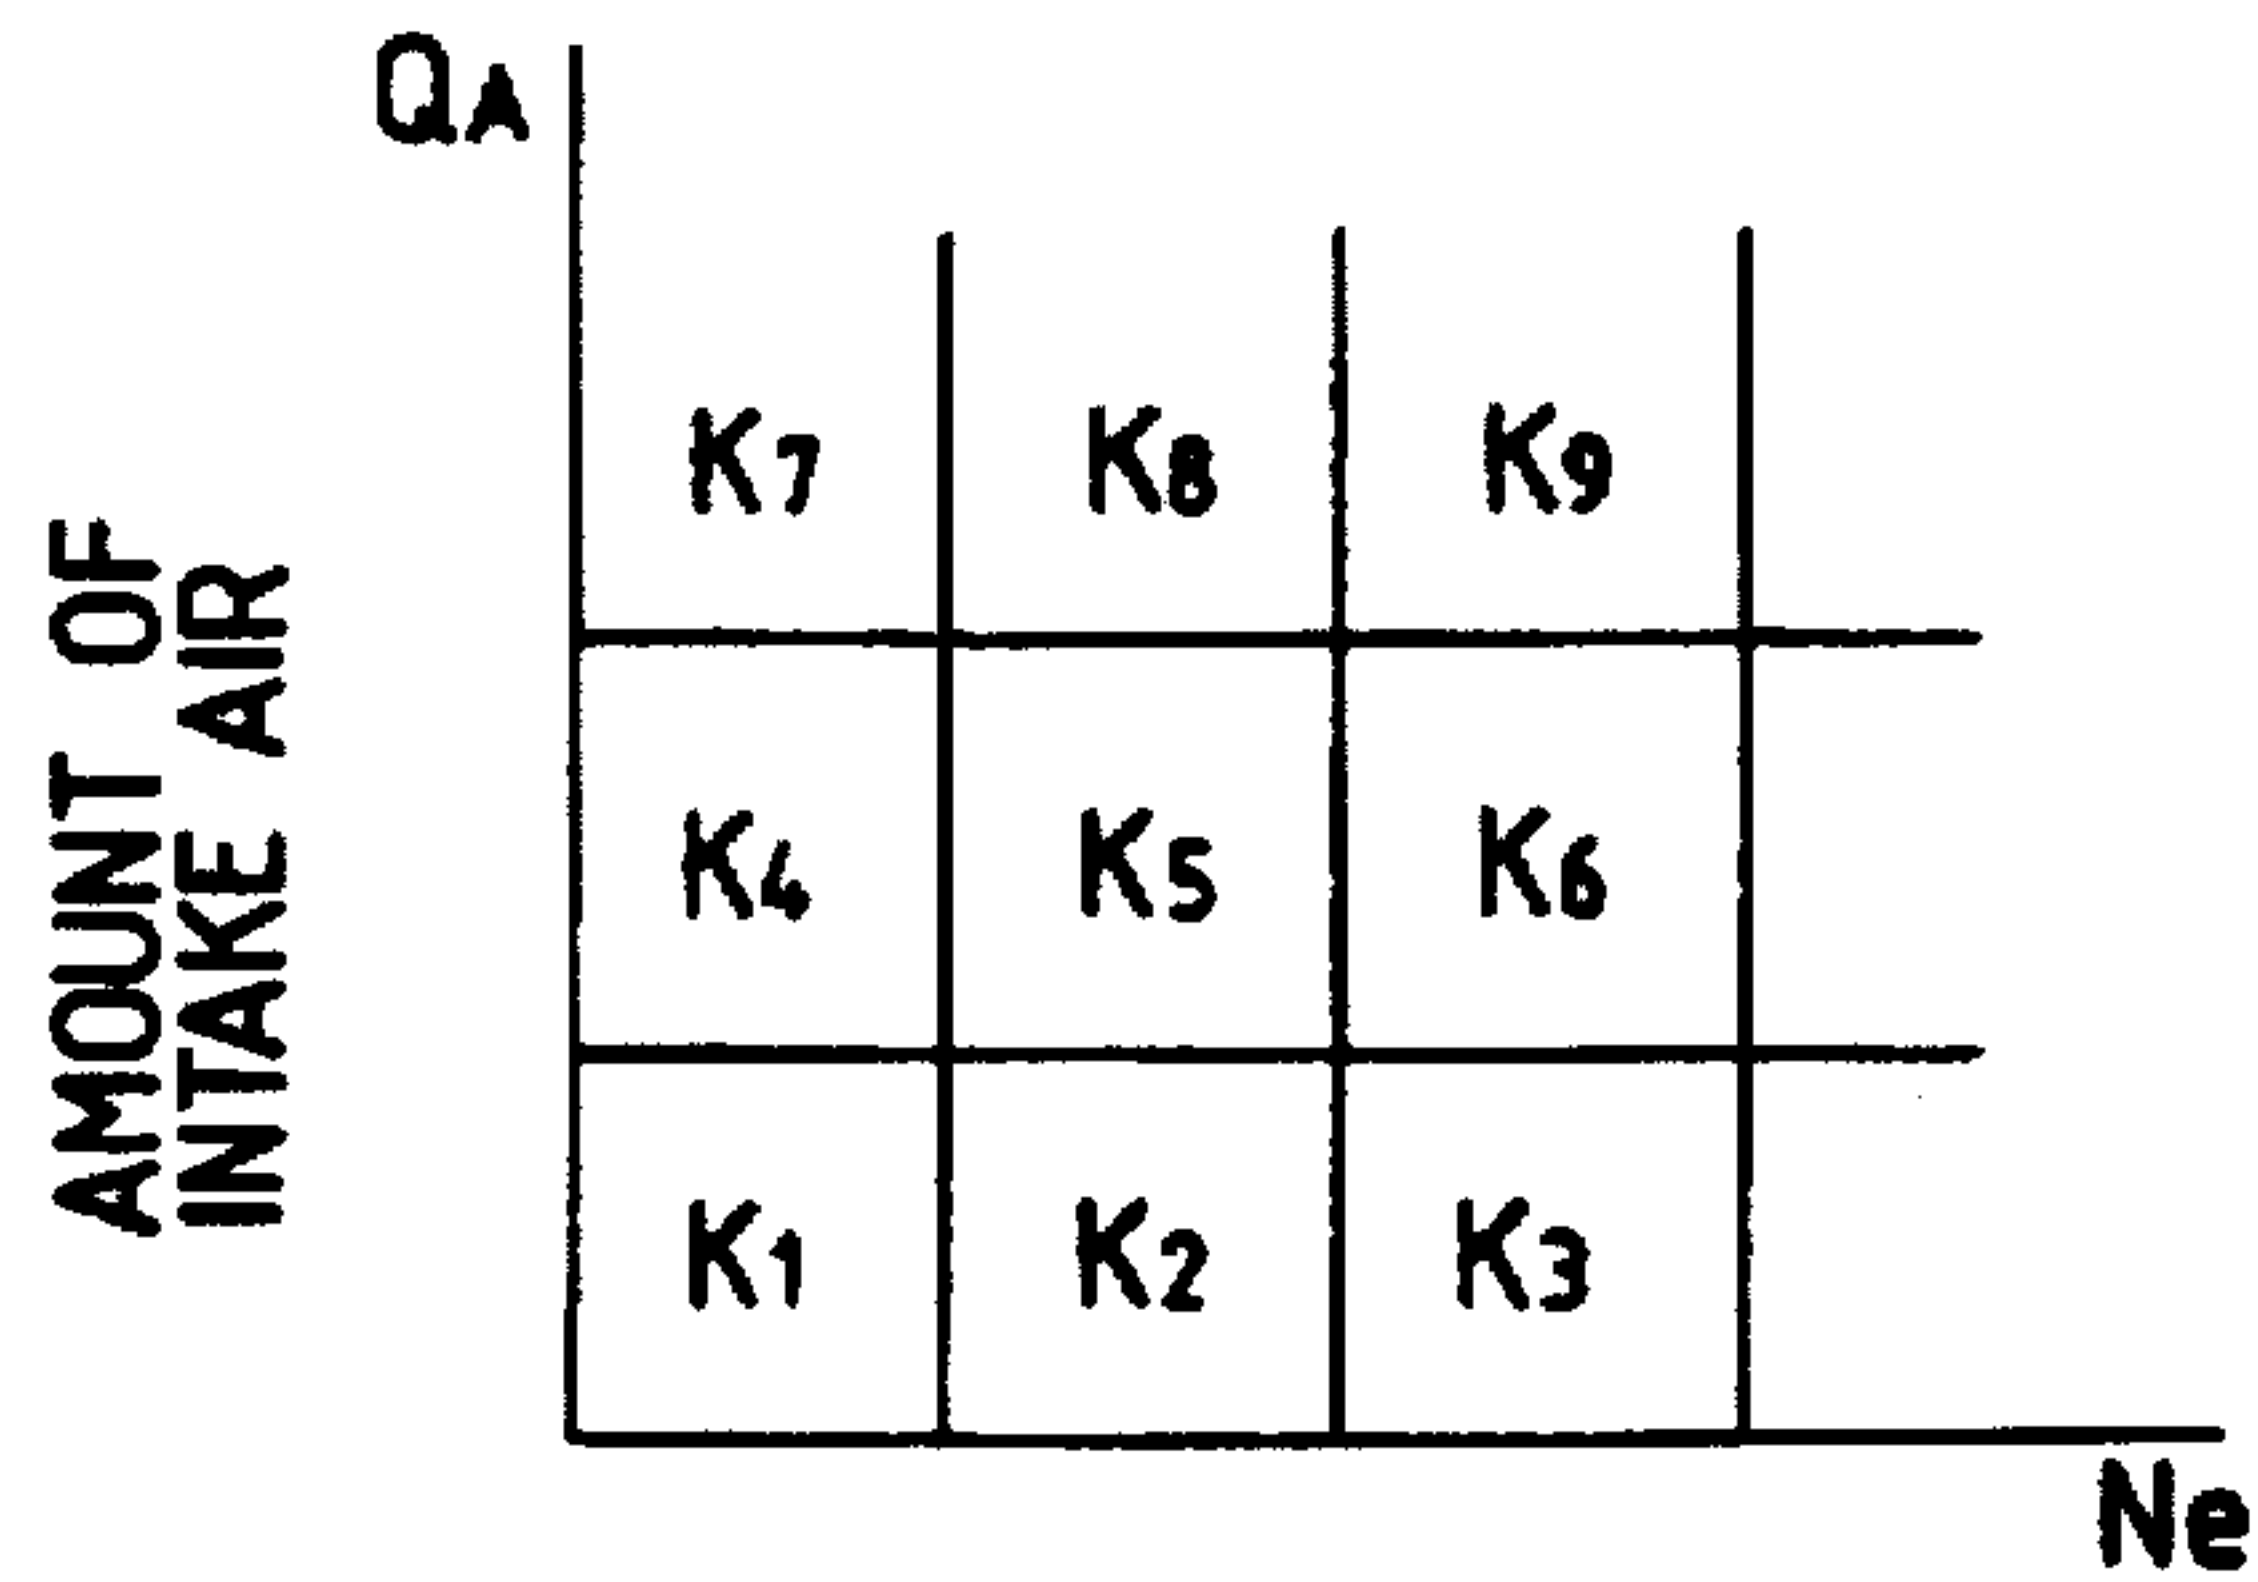 QA
AMOUNT OF
INTAKE AIR
K7 K8 K9
K4 K5 K6
K1 K2 K3
Ne